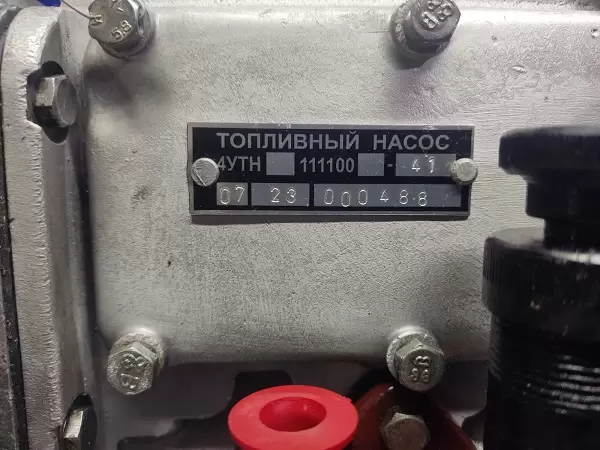 ТОПЛИВНЫЙ НАСОС
4УТН 111100 - 41
07 23 000488